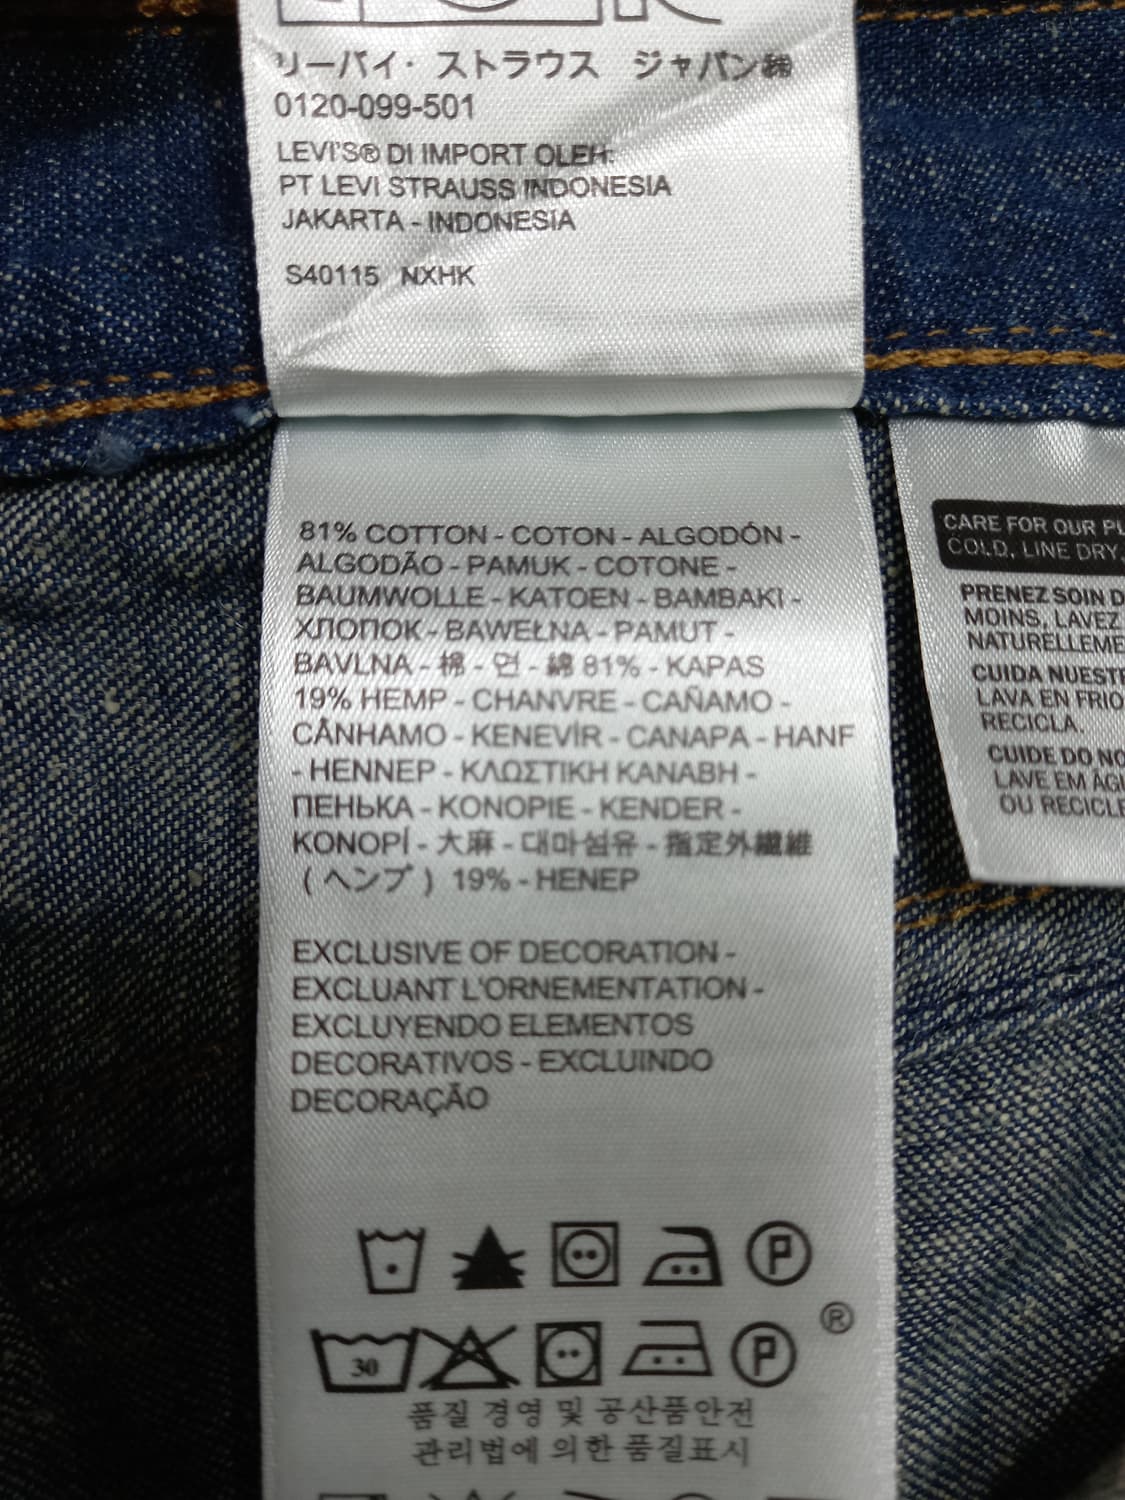 リーバイ・ ストラウス ジャパン㈱
0120-099-501
LEVI'S® DI IMPORT OLEH:
PT LEVI STRAUSS INDONESIA
JAKARTA - INDONESIA
S40115 NXHK
81% COTTON - COTON - ALGODÓN -
ALGODÃO - PAMUK - COTONE -
BAUMWOLLE - KATOEN - BAMBAKI -
ХЛОПОК - BAWEŁNA - PAMUT -
BAVLNA - 棉 - 면 - 綿 81% - KAPAS
19% HEMP - CHANVRE - CAÑAMO -
CÂNHAMO - KENEVİR - CANAPA - HANF
- HENNEP - ΚΛΩΣΤΙΚΗ ΚΑΝΑΒΗ -
ПЕНЬКА - KONOPIE - KENDER -
KONOPÍ - 大麻 - 대마섬유 - 指定外繊維
(ヘンプ) 19% - HENEP
EXCLUSIVE OF DECORATION -
EXCLUANT L'ORNEMENTATION -
EXCLUYENDO ELEMENTOS
DECORATIVOS - EXCLUINDO
DECORAÇÃO
P
®
30 P
품질 경영 및 공산품안전
관리법에 의한 품질표시
CARE FOR OUR
COLD, LINE DRY,
PRENEZ SOIN
MOINS, LAVEZ
CUIDA
LAVA EN FRIO
RECICLA.
CUIDE DO
LAVE EM
OU RECICLE